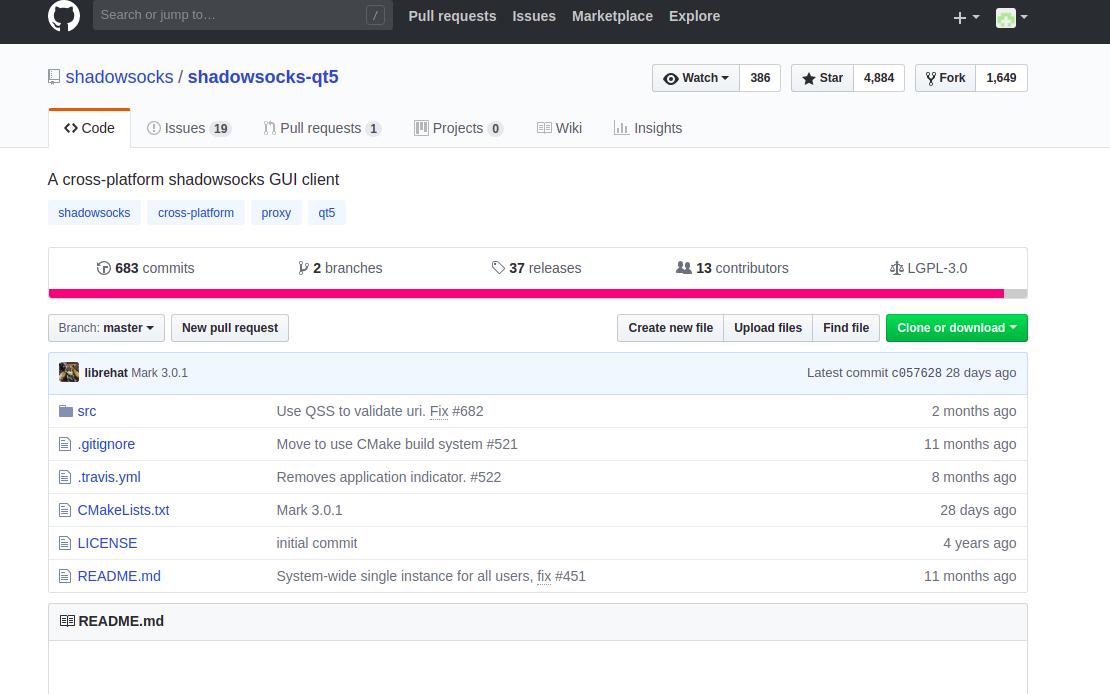 Search or jump to… /
Pull requests Issues Marketplace Explore
shadowsocks / shadowsocks-qt5
Watch 386 Star 4,884 Fork 1,649
Code Issues 19 Pull requests 1 Projects 0 Wiki Insights
A cross-platform shadowsocks GUI client
shadowsocks cross-platform proxy qt5
683 commits 2 branches 37 releases 13 contributors LGPL-3.0
Branch: master New pull request Create new file Upload files Find file Clone or download
librehat Mark 3.0.1 Latest commit c057628 28 days ago
src Use QSS to validate uri. Fix #682 2 months ago
.gitignore Move to use CMake build system #521 11 months ago
.travis.yml Removes application indicator. #522 8 months ago
CMakeLists.txt Mark 3.0.1 28 days ago
LICENSE initial commit 4 years ago
README.md System-wide single instance for all users, fix #451 11 months ago
README.md